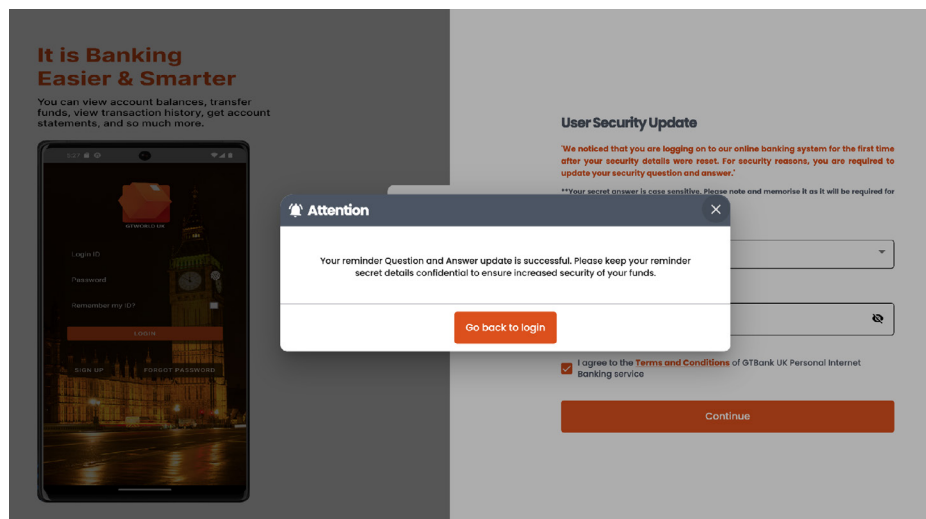 It is Banking
Easier & Smarter
You can view account balances, transfer
funds, view transaction history, get account
statements, and so much more.
GTWORLD UK
Login ID
Password
Remember my ID?
LOGIN
SIGN UP
FORGOT PASSWORD
User Security Update
'We noticed that you are logging on to our online banking system for the first time
after your security details were reset. For security reasons, you are required to
update your security question and answer.'
**Your secret answer is case sensitive. Please note and memorise it as it will be required for
Attention
Your reminder Question and Answer update is successful. Please keep your reminder
secret details confidential to ensure increased security of your funds.
Go back to login
I agree to the Terms and Conditions of GTBank UK Personal Internet
Banking service
Continue